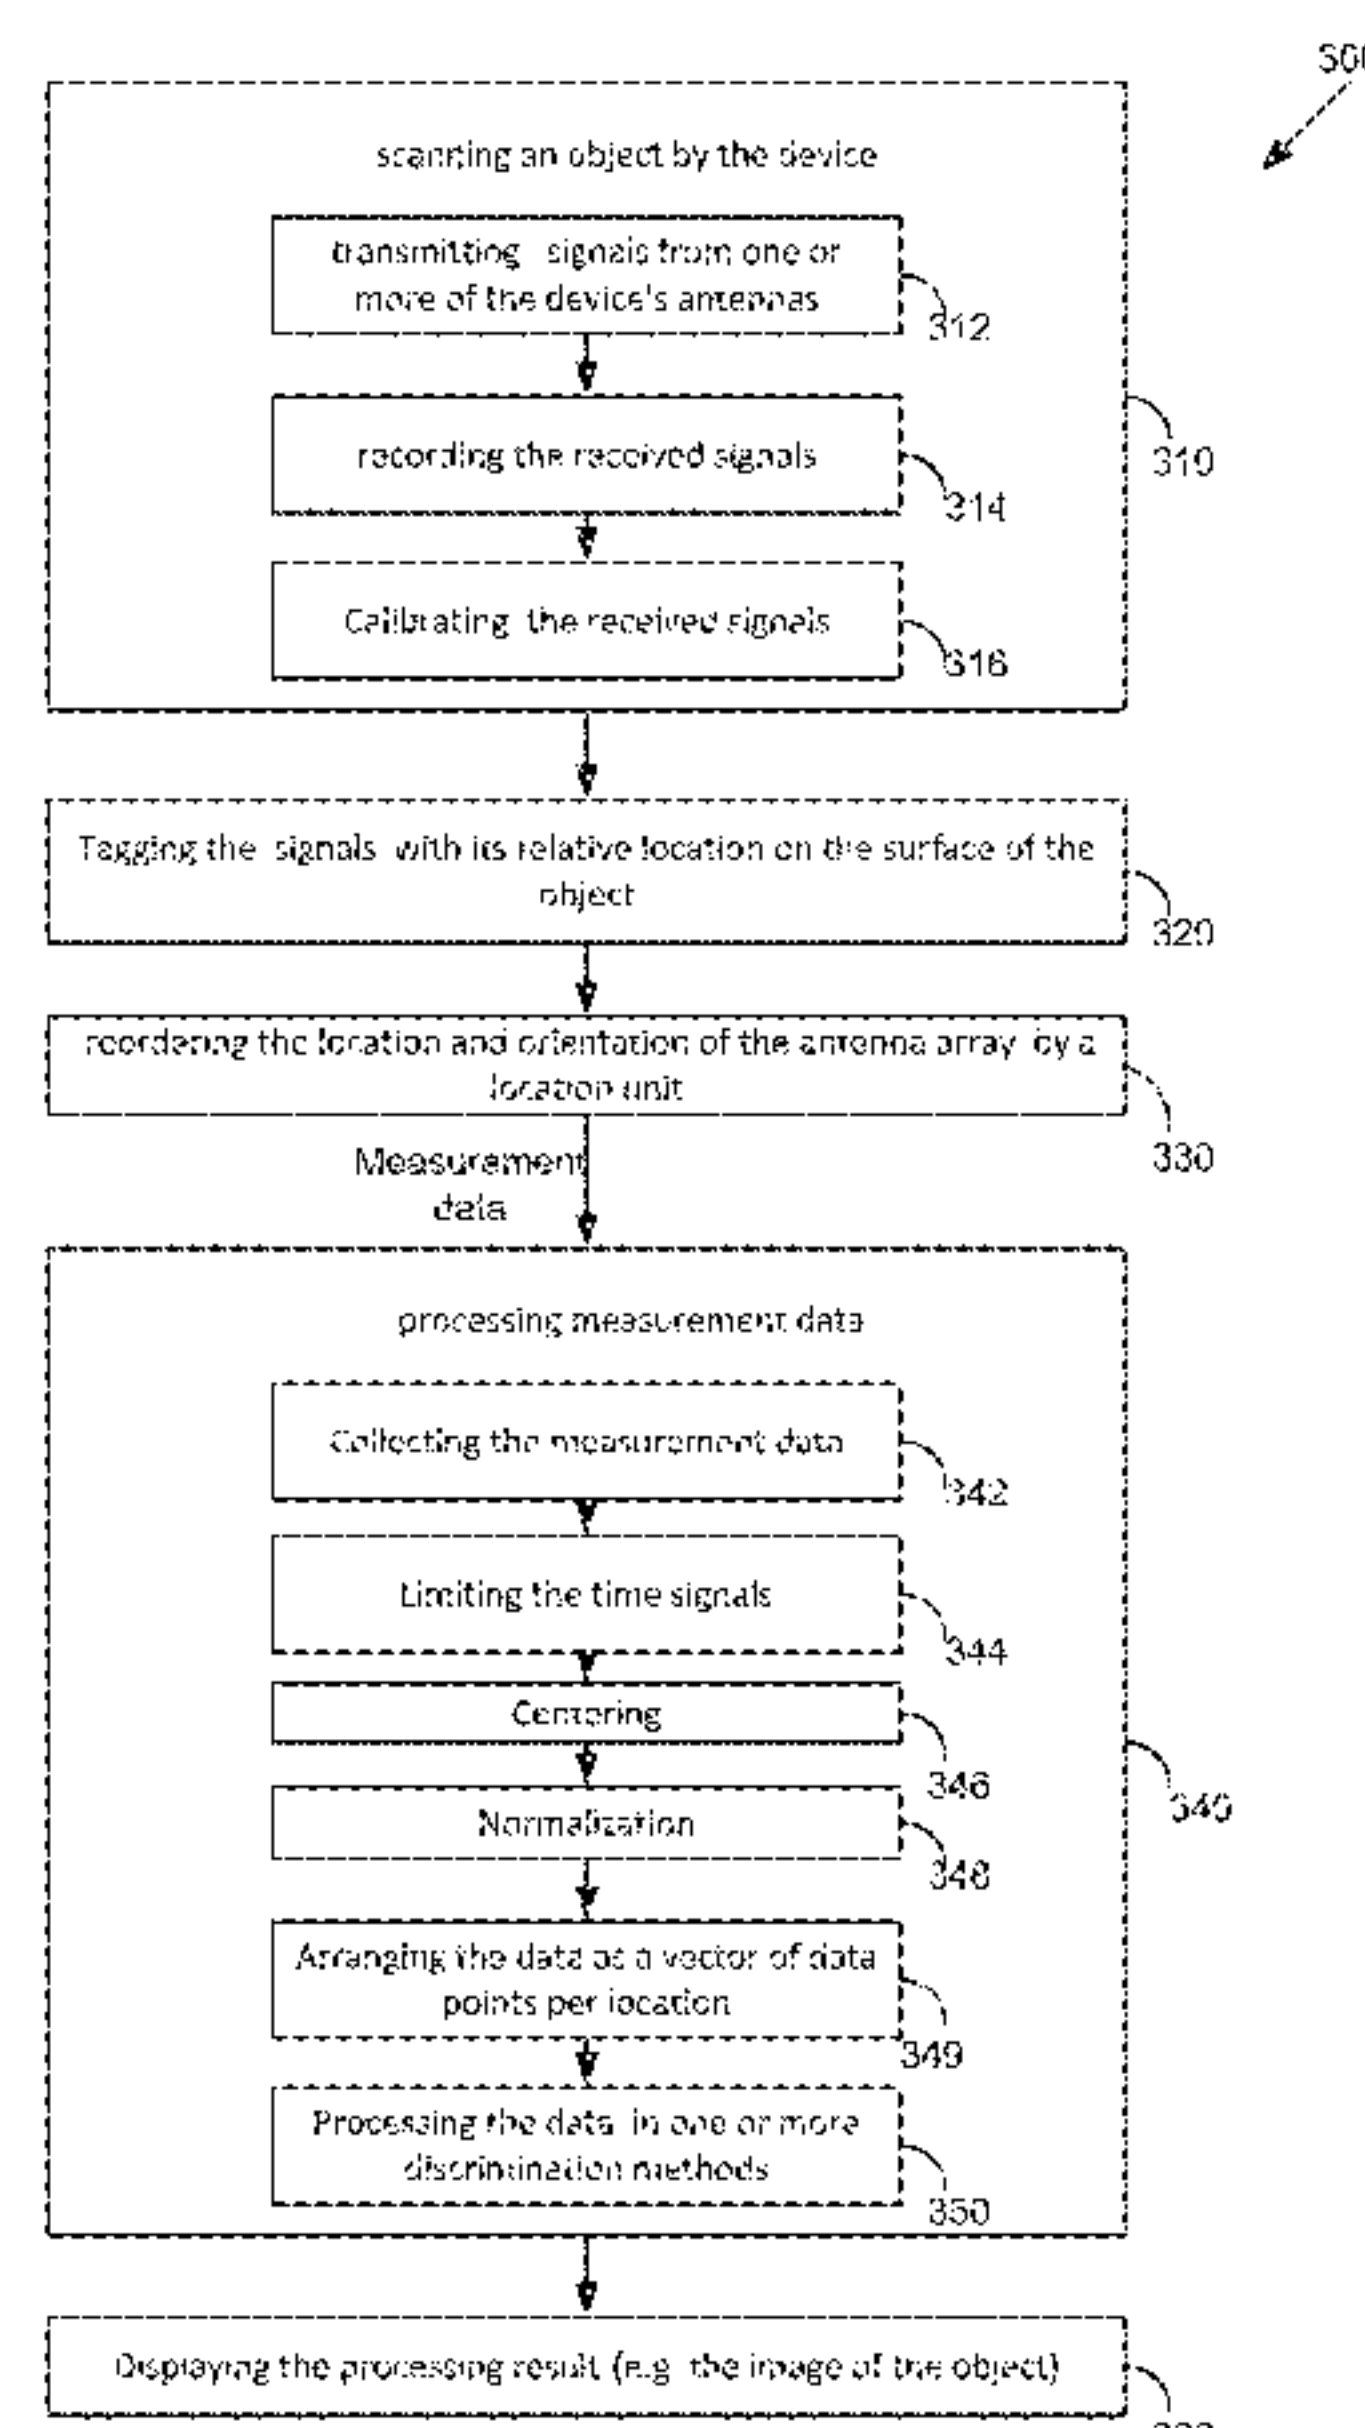 scanning an object by the device
transmitting signals from one or
more of the device's antennas
312
recording the received signals
314
310
Calibrating the received signals
316
Tagging the signals with its relative location on the surface of the
object
320
reordering the location and orientation of the antenna array by a
location unit
330
Measurement
data
processing measurement data
Collecting the measurement data
342
Limiting the time signals
344
Centering
346
340
Normalization
348
Arranging the data as a vector of data
points per location
349
Processing the data in one or more
discrimination methods
350
Displaying the processing result (e.g. the image of the object)